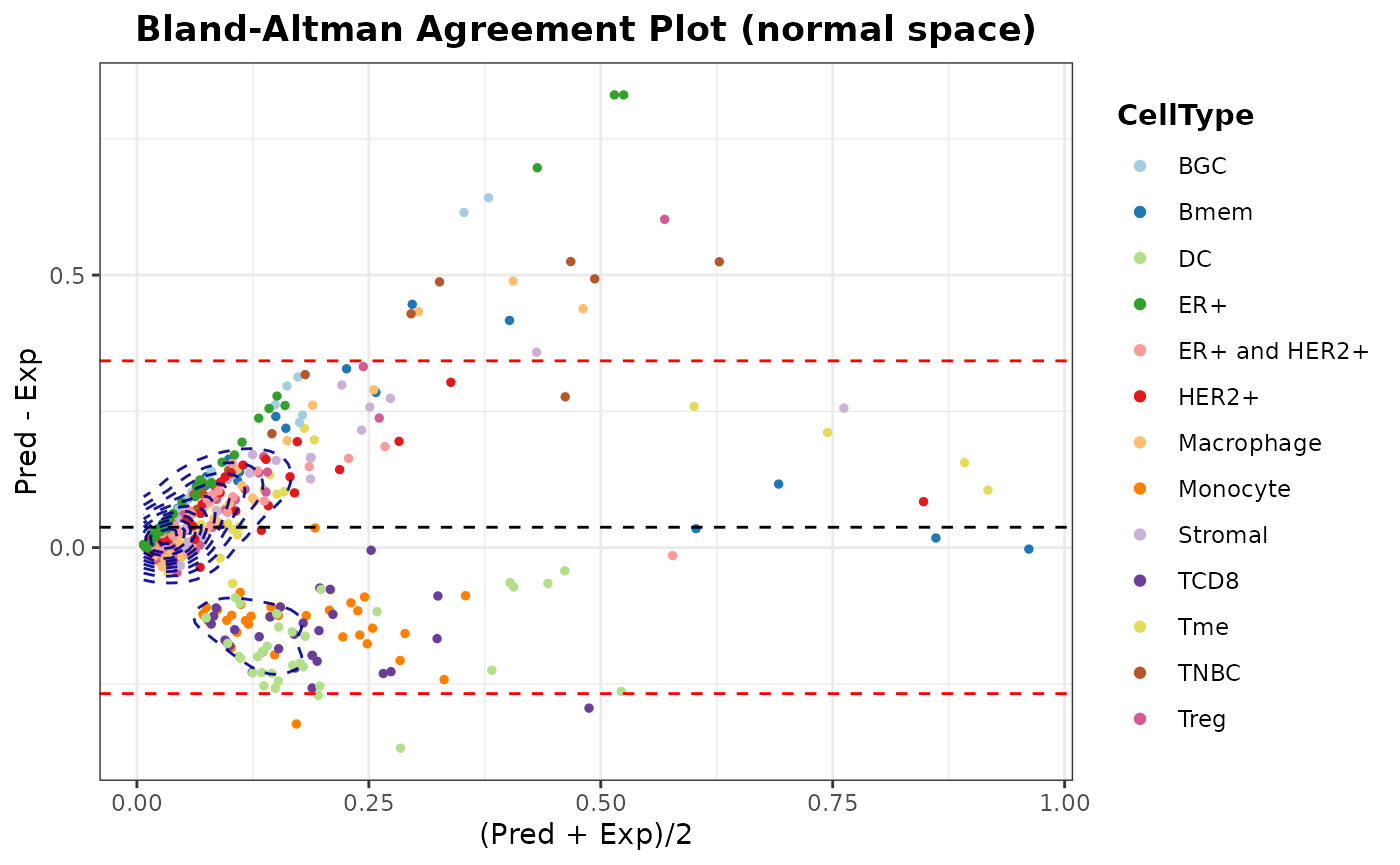 Bland-Altman Agreement Plot (normal space)
Pred - Exp
0.5
0.0
0.00
0.25
0.50
0.75
1.00
(Pred + Exp)/2
CellType
BGC
Bmem
DC
ER+
ER+ and HER2+
HER2+
Macrophage
Monocyte
Stromal
TCD8
Tme
TNBC
Treg